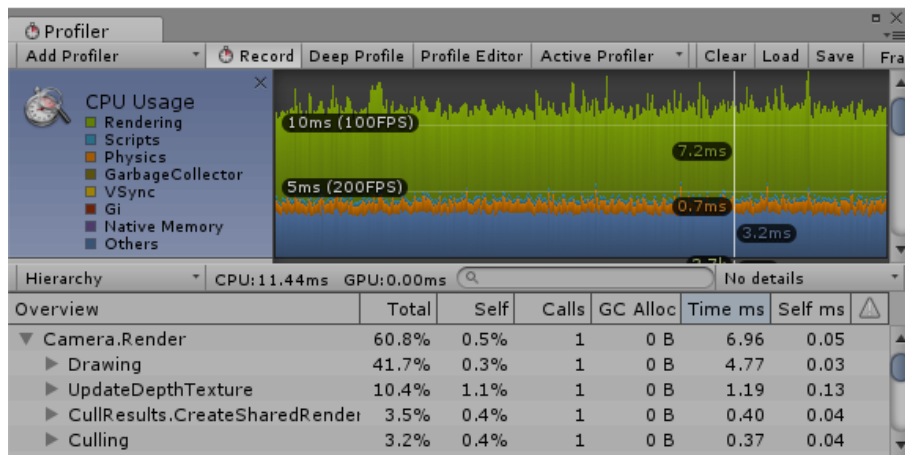 Profiler
Add Profiler Record Deep Profile Profile Editor Active Profiler Clear Load Save Fra
CPU Usage
Rendering
Scripts
Physics
GarbageCollector
VSync
Gi
Native Memory
Others
10ms (100FPS)
7.2ms
5ms (200FPS)
0.7ms
3.2ms
Hierarchy CPU:11.44ms GPU:0.00ms No details
Overview Total Self Calls GC Alloc Time ms Self ms
Camera.Render 60.8% 0.5% 1 0 B 6.96 0.05
Drawing 41.7% 0.3% 1 0 B 4.77 0.03
UpdateDepthTexture 10.4% 1.1% 1 0 B 1.19 0.13
CullResults.CreateSharedRender 3.5% 0.4% 1 0 B 0.40 0.04
Culling 3.2% 0.4% 1 0 B 0.37 0.04